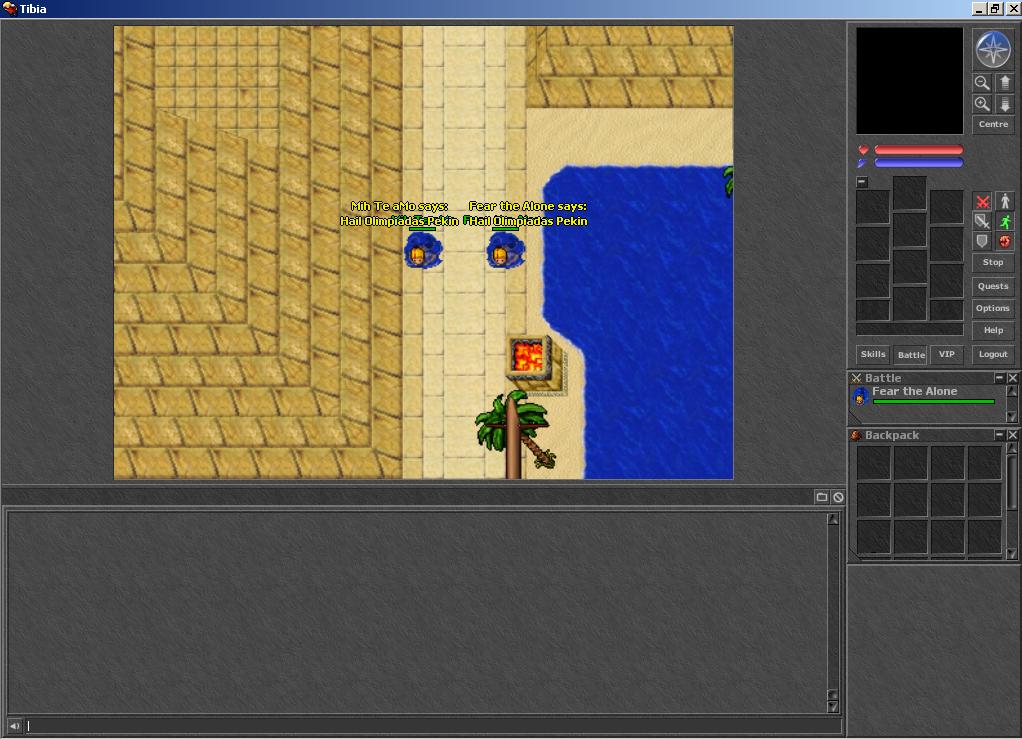 Tibia
Centre
Mih Te aMo says:
Hail Olimpiadas Pekin
Fear the Alone says:
Hail Olimpiadas Pekin
Stop
Quests
Options
Help
Skills
Battle
VIP
Logout
Battle
Fear the Alone
Backpack